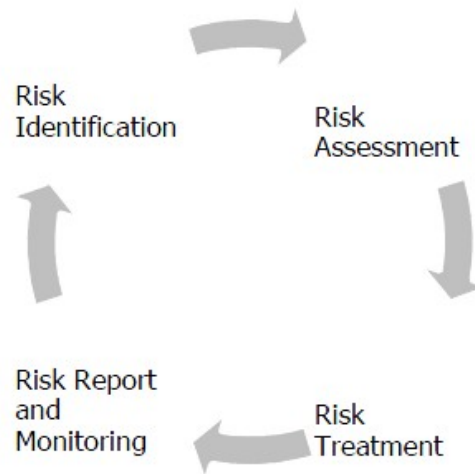 Risk
Identification
Risk
Assessment
Risk Report
and
Monitoring
Risk
Treatment